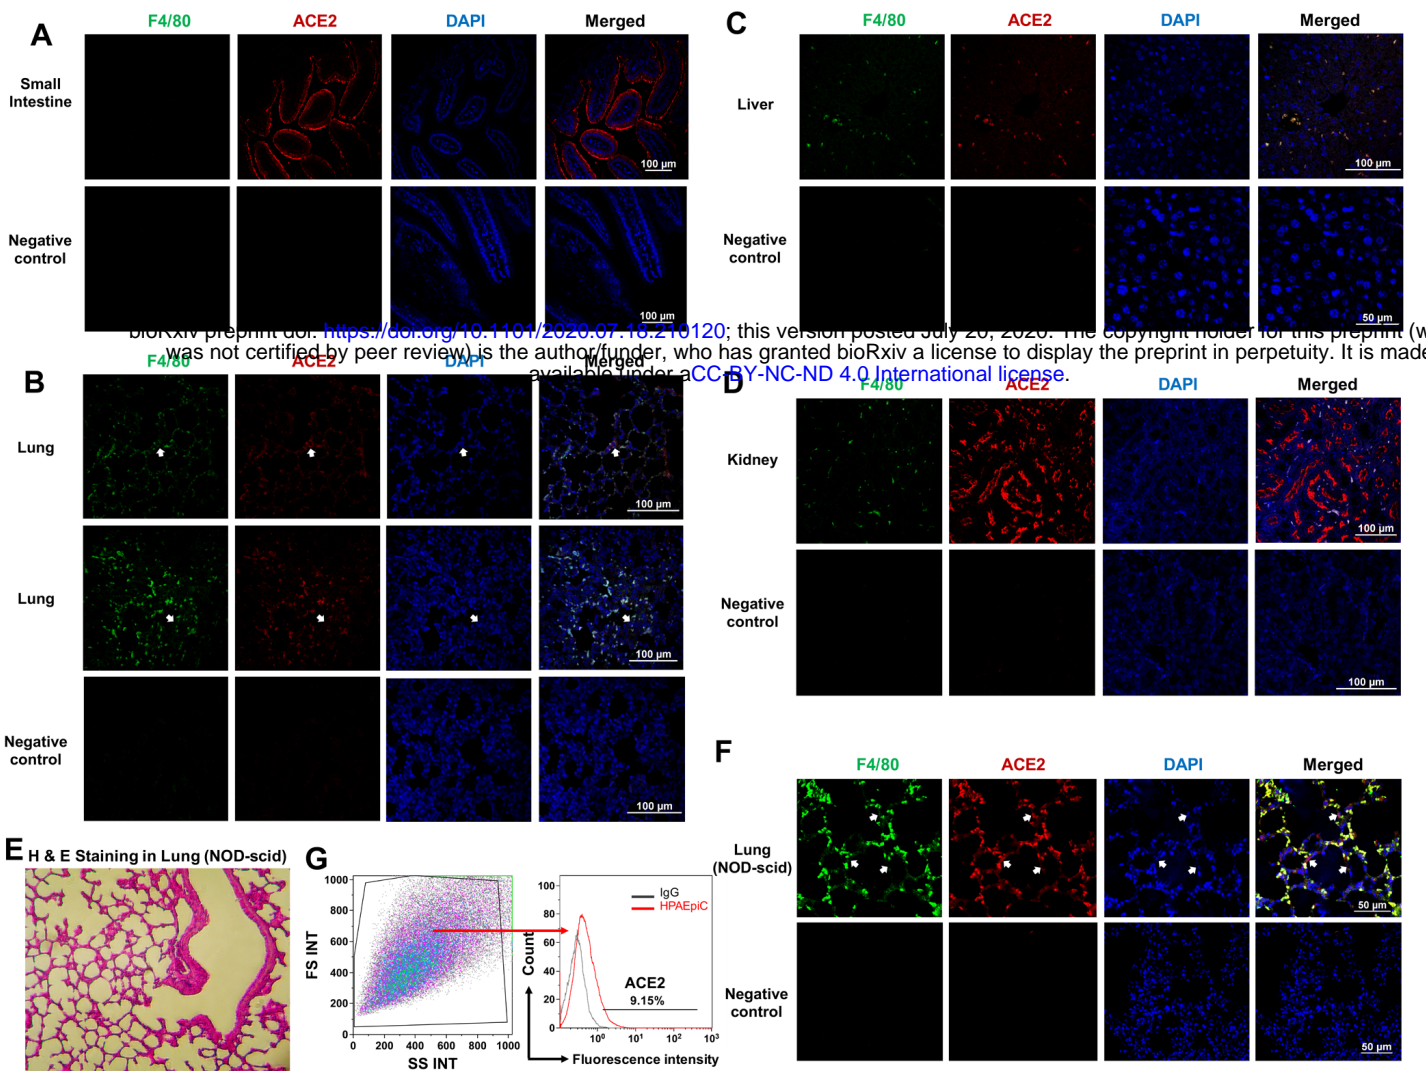 A
F4/80 ACE2 DAPI Merged
Small
Intestine
100 µm
Negative
control
100 µm
C
F4/80 ACE2 DAPI Merged
Liver
100 µm
Negative
control
50 µm
bioRxiv preprint doi: https://doi.org/10.1101/2020.07.18.210120; this version posted July 20, 2020. The copyright holder for this preprint (w
was not certified by peer review) is the author/funder, who has granted bioRxiv a license to display the preprint in perpetuity. It is made
available under aCC-BY-NC-ND 4.0 International license.
B
F4/80 ACE2 DAPI Merged
Lung
100 µm
Lung
100 µm
Negative
control
100 µm
D
F4/80 ACE2 DAPI Merged
Kidney
100 µm
Negative
control
100 µm
E
H & E Staining in Lung (NOD-scid)
G
1000
800
600
400
200
0
FS INT
0 200 400 600 800 1000
SS INT
100
80
60
40
20
0
Count
IgG
HPAEpiC
ACE2
9.15%
10⁰ 10¹ 10² 10³
Fluorescence intensity
F
F4/80 ACE2 DAPI Merged
Lung
(NOD-scid)
50 µm
Negative
control
50 µm